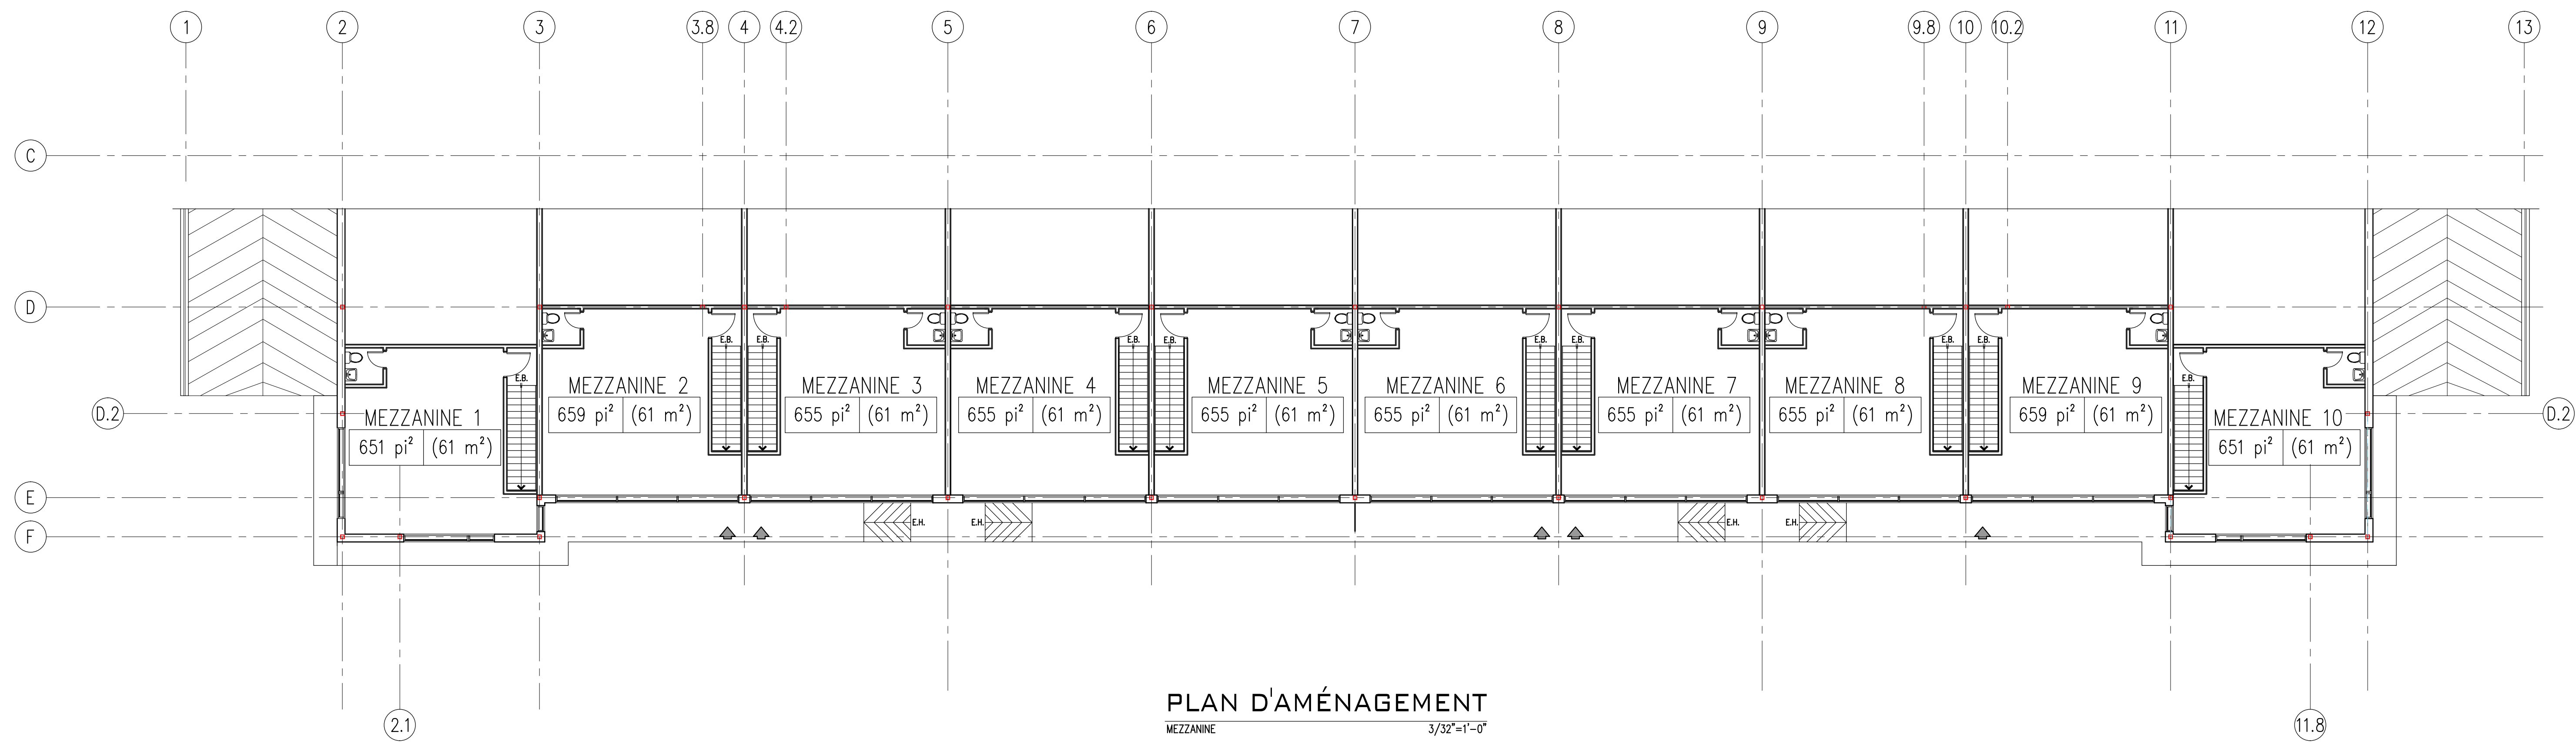 1 2 3 3.8 4 4.2 5 6 7 8 9 9.8 10 10.2 11 12 13
C
D
E.B. E.B. E.B. E.B. E.B. E.B. E.B. E.B.
E.B. E.B.
MEZZANINE 2 MEZZANINE 3 MEZZANINE 4 MEZZANINE 5 MEZZANINE 6 MEZZANINE 7 MEZZANINE 8 MEZZANINE 9
659 pi² (61 m²) 655 pi² (61 m²) 655 pi² (61 m²) 655 pi² (61 m²) 655 pi² (61 m²) 655 pi² (61 m²) 655 pi² (61 m²) 659 pi² (61 m²)
D.2 MEZZANINE 1 MEZZANINE 10 D.2
651 pi² (61 m²) 651 pi² (61 m²)
E
E.H. E.H. E.H. E.H.
F
PLAN D'AMÉNAGEMENT
MEZZANINE 3/32"=1'-0"
2.1 11.8